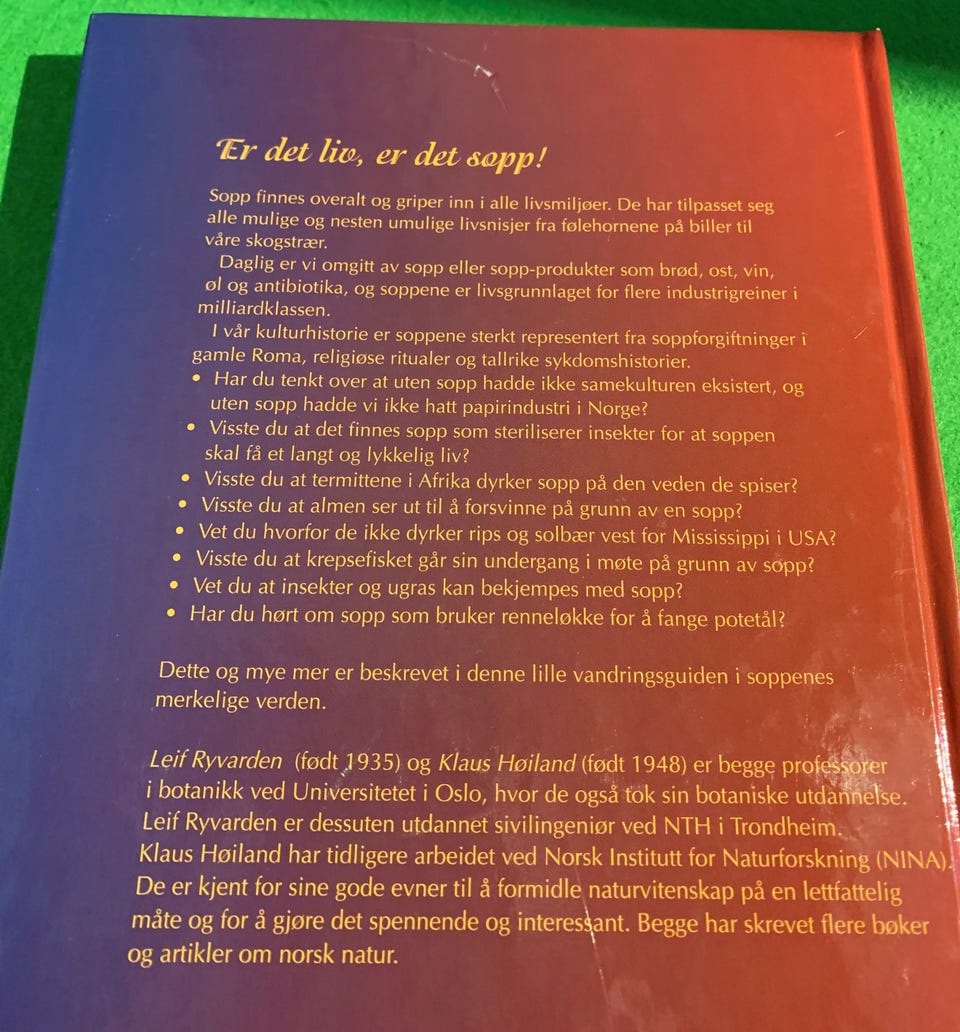 Er det liv, er det sopp!
Sopp finnes overalt og griper inn i alle livsmiljøer. De har tilpasset seg
alle mulige og nesten umulige livsnisjer fra følehornene på biller til
våre skogstrær.
Daglig er vi omgitt av sopp eller sopp-produkter som brød, ost, vin,
øl og antibiotika, og soppene er livsgrunnlaget for flere industrigreiner i
milliardklassen.
I vår kulturhistorie er soppene sterkt representert fra soppforgiftninger i
gamle Roma, religiøse ritualer og tallrike sykdomshistorier.
• Har du tenkt over at uten sopp hadde ikke samekulturen eksistert, og
uten sopp hadde vi ikke hatt papirindustri i Norge?
• Visste du at det finnes sopp som steriliserer insekter for at soppen
skal få et langt og lykkelig liv?
• Visste du at termittene i Afrika dyrker sopp på den veden de spiser?
• Visste du at almen ser ut til å forsvinne på grunn av en sopp?
• Vet du hvorfor de ikke dyrker rips og solbær vest for Mississippi i USA?
• Visste du at krepsefisket går sin undergang i møte på grunn av sopp?
• Vet du at insekter og ugras kan bekjempes med sopp?
• Har du hørt om sopp som bruker renneløkke for å fange potetål?
Dette og mye mer er beskrevet i denne lille vandringsguiden i soppenes
merkelige verden.
Leif Ryvarden (født 1935) og Klaus Høiland (født 1948) er begge professorer
i botanikk ved Universitetet i Oslo, hvor de også tok sin botaniske utdannelse.
Leif Ryvarden er dessuten utdannet sivilingeniør ved NTH i Trondheim.
Klaus Høiland har tidligere arbeidet ved Norsk Institutt for Naturforskning (NINA).
De er kjent for sine gode evner til å formidle naturvitenskap på en lettfattelig
måte og for å gjøre det spennende og interessant. Begge har skrevet flere bøker
og artikler om norsk natur.